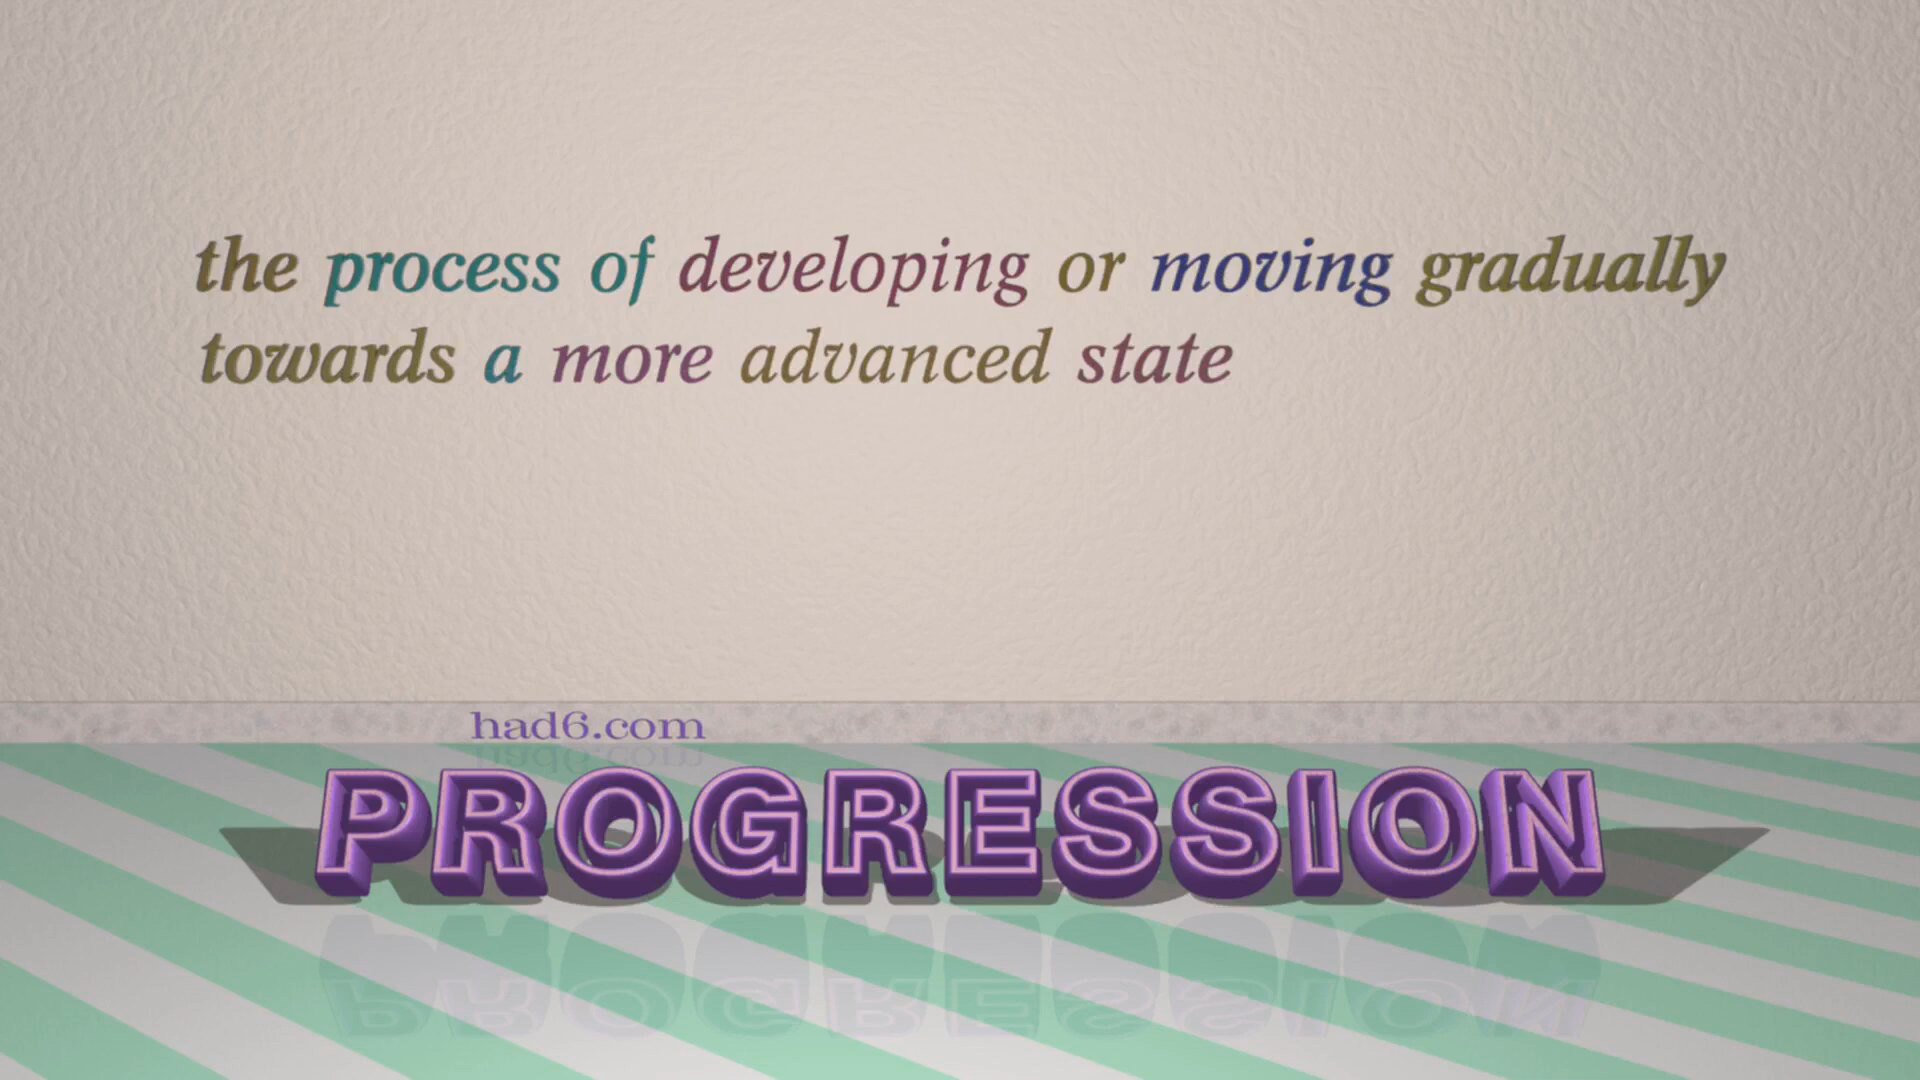 the process of developing or moving gradually
towards a more advanced state
had6.com
PROGRESSION